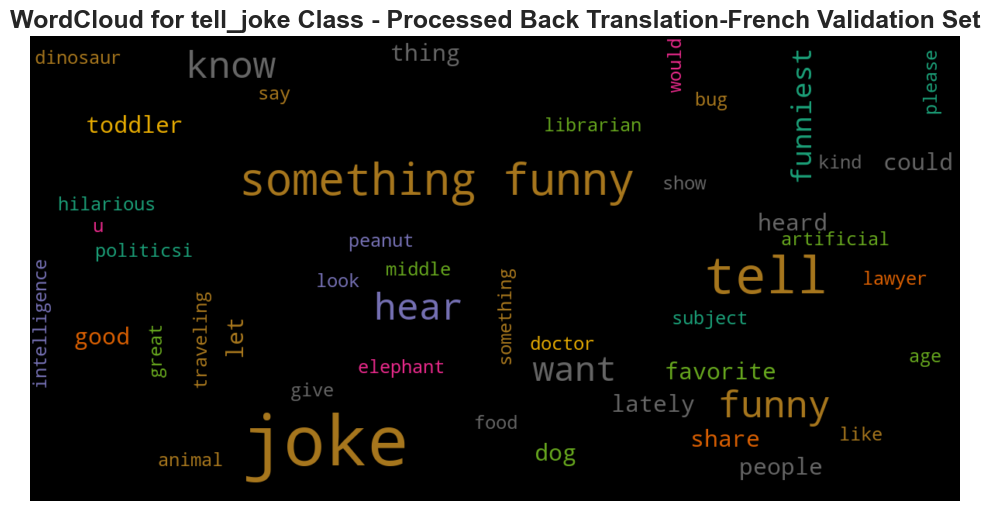 WordCloud for tell_joke Class - Processed Back Translation-French Validation Set
dinosaur
know
thing
would
funniest
please
say
bug
toddler
librarian
something funny
show
kind
could
hilarious
u
politicsi
peanut
heard
artificial
intelligence
look
middle
something
tell
lawyer
hear
subject
good
great
traveling
let
doctor
age
elephant
want
favorite
give
lately
funny
joke
food
share
like
animal
dog
people